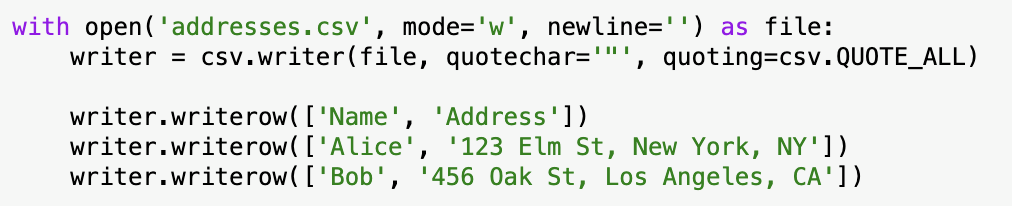 with open('addresses.csv', mode='w', newline='') as file:
    writer = csv.writer(file, quotechar='"', quoting=csv.QUOTE_ALL)

    writer.writerow(['Name', 'Address'])
    writer.writerow(['Alice', '123 Elm St, New York, NY'])
    writer.writerow(['Bob', '456 Oak St, Los Angeles, CA'])